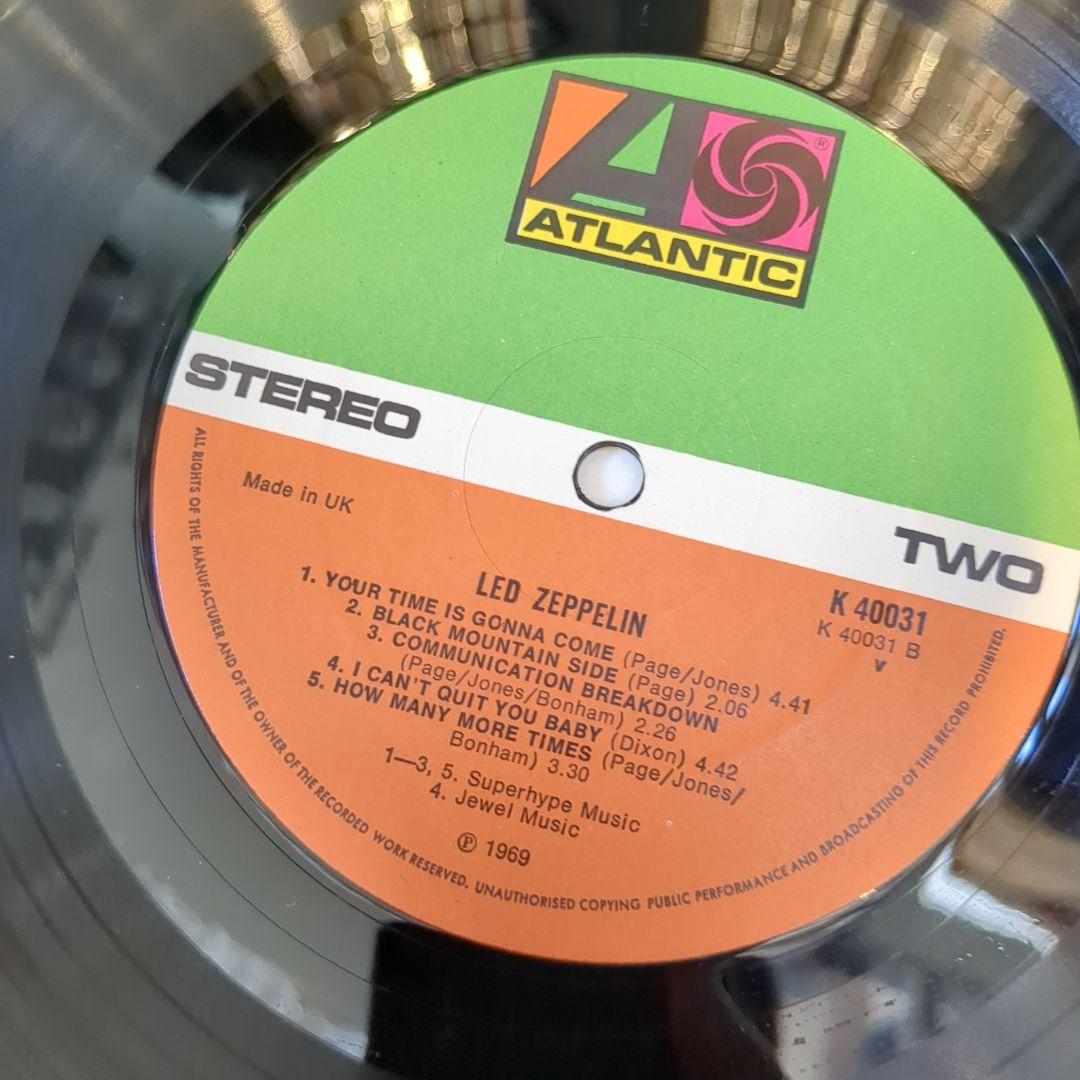 ATLANTIC
®
STEREO
TWO
Made in UK
K 40031
K 40031 B
v
LED ZEPPELIN
1. YOUR TIME IS GONNA COME (Page/Jones) 4.41
2. BLACK MOUNTAIN SIDE (Page) 2.06
3. COMMUNICATION BREAKDOWN
(Page/Jones/Bonham) 2.26
4. I CAN'T QUIT YOU BABY (Dixon) 4.42
5. HOW MANY MORE TIMES (Page/Jones/
Bonham) 3.30
1—3, 5. Superhype Music
4. Jewel Music
℗ 1969
ALL RIGHTS OF THE MANUFACTURER AND OF THE OWNER OF THE RECORDED WORK RESERVED. UNAUTHORISED COPYING PUBLIC PERFORMANCE AND BROADCASTING OF THIS RECORD PROHIBITED.